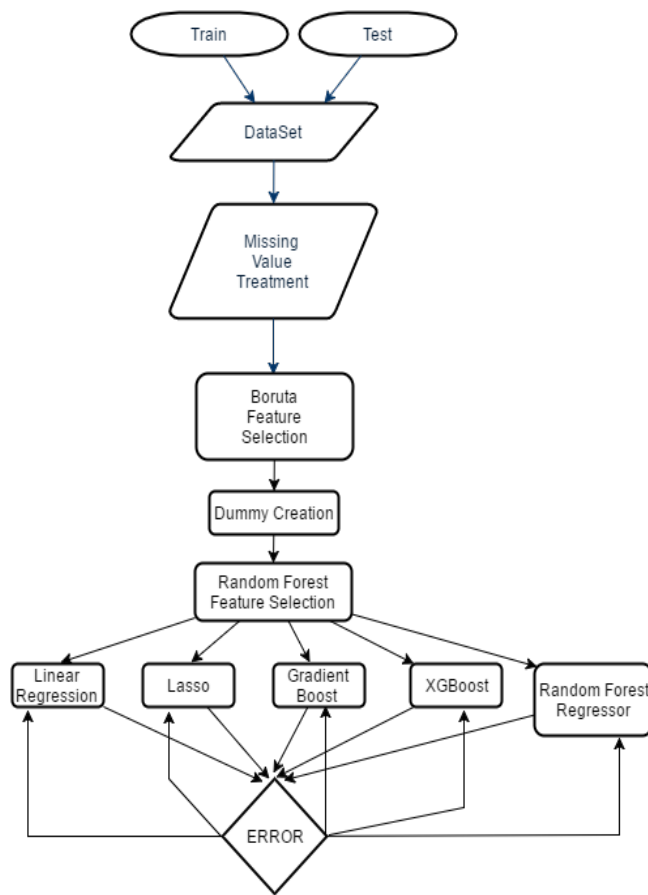 Train
Test
DataSet
Missing
Value
Treatment
Boruta
Feature
Selection
Dummy Creation
Random Forest
Feature Selection
Linear
Regression
Lasso
Gradient
Boost
XGBoost
Random Forest
Regressor
ERROR